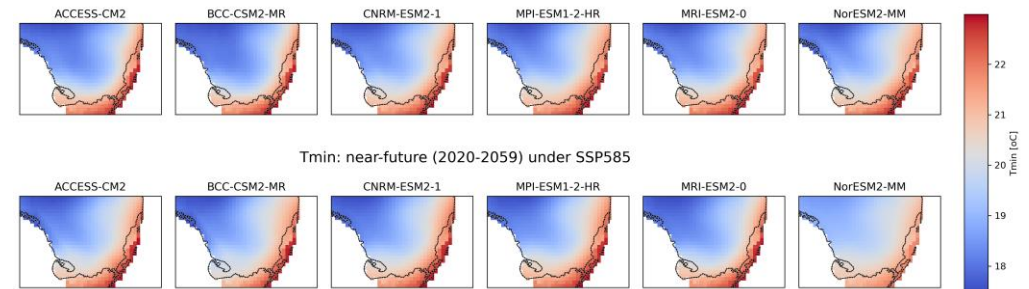 ACCESS-CM2 BCC-CSM2-MR CNRM-ESM2-1 MPI-ESM1-2-HR MRI-ESM2-0 NorESM2-MM
Tmin: near-future (2020-2059) under SSP585
ACCESS-CM2 BCC-CSM2-MR CNRM-ESM2-1 MPI-ESM1-2-HR MRI-ESM2-0 NorESM2-MM
22
21
20
19
18
Tmin [oC]